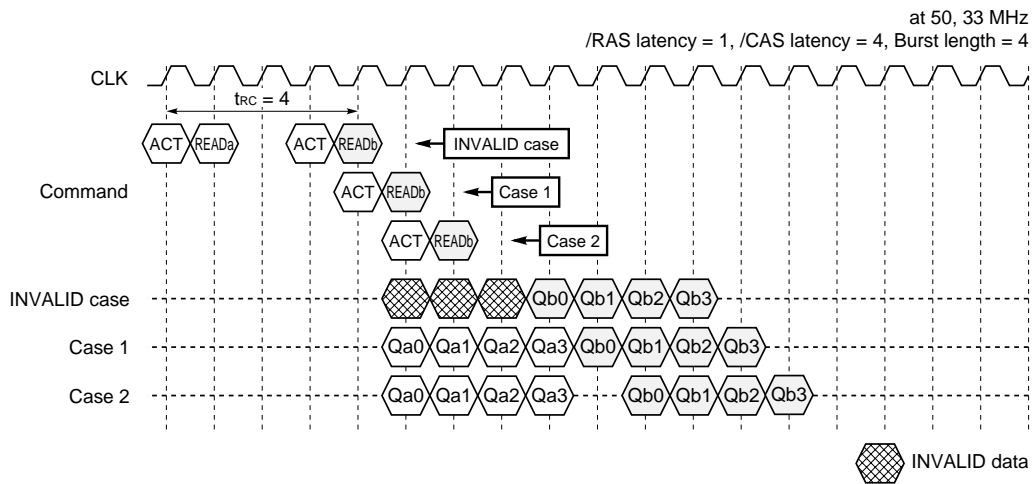 at 50, 33 MHz
/RAS latency = 1, /CAS latency = 4, Burst length = 4
CLK
tRC = 4
ACT READa ACT READb INVALID case
Command ACT READb Case 1
ACT READb Case 2
INVALID case Qb0 Qb1 Qb2 Qb3
Case 1 Qa0 Qa1 Qa2 Qa3 Qb0 Qb1 Qb2 Qb3
Case 2 Qa0 Qa1 Qa2 Qa3 Qb0 Qb1 Qb2 Qb3
INVALID data